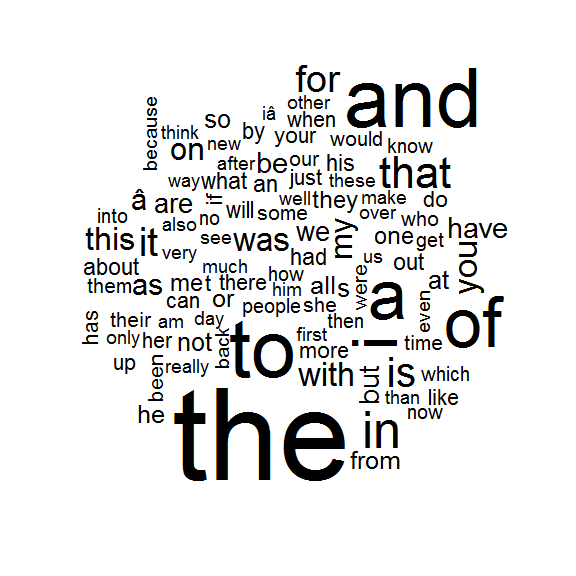 for
and
other
because
so
iâ
when
think
by
your
would
on
new
know
after
be
our
his
that
way
what
an
just
these
â
are
if
well
they
make
do
into
also
no
will
some
my
over
who
have
this
it
see
was
we
one
get
you
about
very
had
us
out
them
as
much
how
were
at
me
t
there
him
all
s
a
can
or
people
she
even
of
has
their
am
day
then
only
her
not
back
to
first
i
time
up
been
really
more
with
but
is
which
he
the
than
like
now
in
from